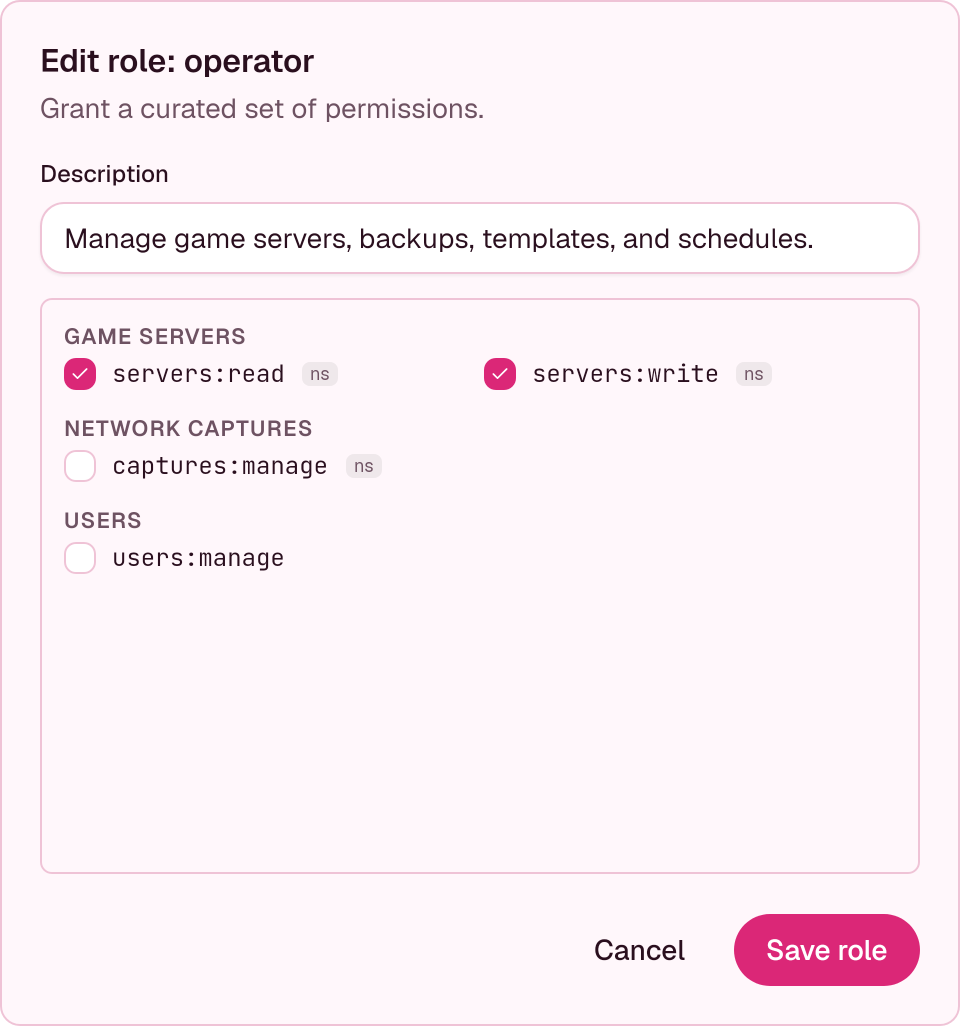 Edit role: operator
Grant a curated set of permissions.
Description
Manage game servers, backups, templates, and schedules.
GAME SERVERS
servers:read ns servers:write ns
NETWORK CAPTURES
captures:manage ns
USERS
users:manage
Cancel Save role